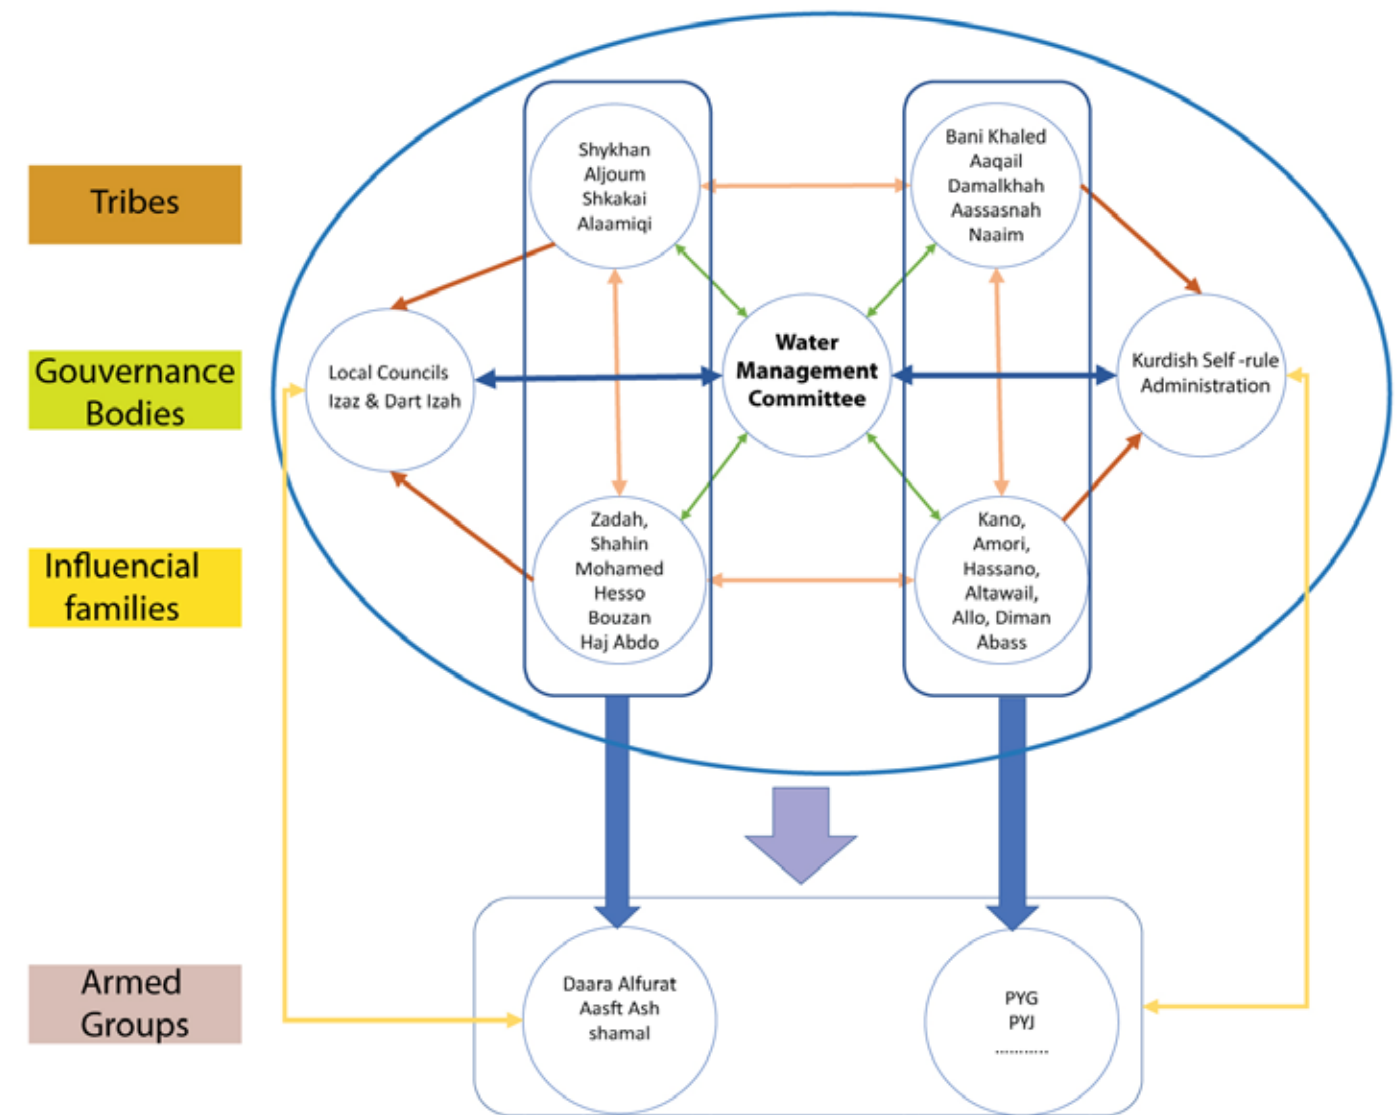 Tribes
Shykhan
Aljoum
Shkakai
Alaamiqi
Bani Khaled
Aaqail
Damalkhah
Aassasnah
Naaim
Gouvernance
Bodies
Local Councils
Izaz & Dart Izah
Water
Management
Committee
Kurdish Self -rule
Administration
Influencial
families
Zadah,
Shahin
Mohamed
Hesso
Bouzan
Haj Abdo
Kano,
Amori,
Hassano,
Altawail,
Allo, Diman
Abass
Armed
Groups
Daara Alfurat
Aasft Ash
shamal
PYG
PYJ
...........